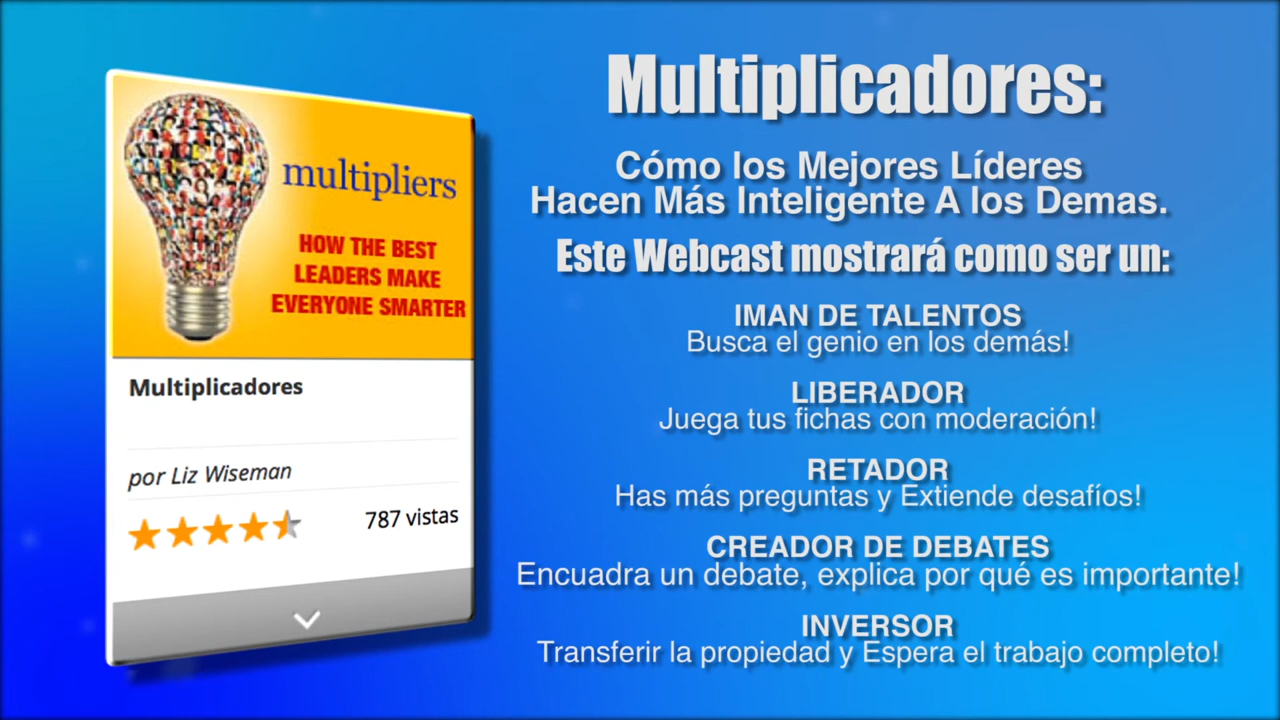 multipliers
HOW THE BEST
LEADERS MAKE
EVERYONE SMARTER
Multiplicadores
por Liz Wiseman
787 vistas
Multiplicadores:
Cómo los Mejores Líderes
Hacen Más Inteligente A los Demas.
Este Webcast mostrará como ser un:
IMAN DE TALENTOS
Busca el genio en los demás!
LIBERADOR
Juega tus fichas con moderación!
RETADOR
Has más preguntas y Extiende desafíos!
CREADOR DE DEBATES
Encuadra un debate, explica por qué es importante!
INVERSOR
Transferir la propiedad y Espera el trabajo completo!